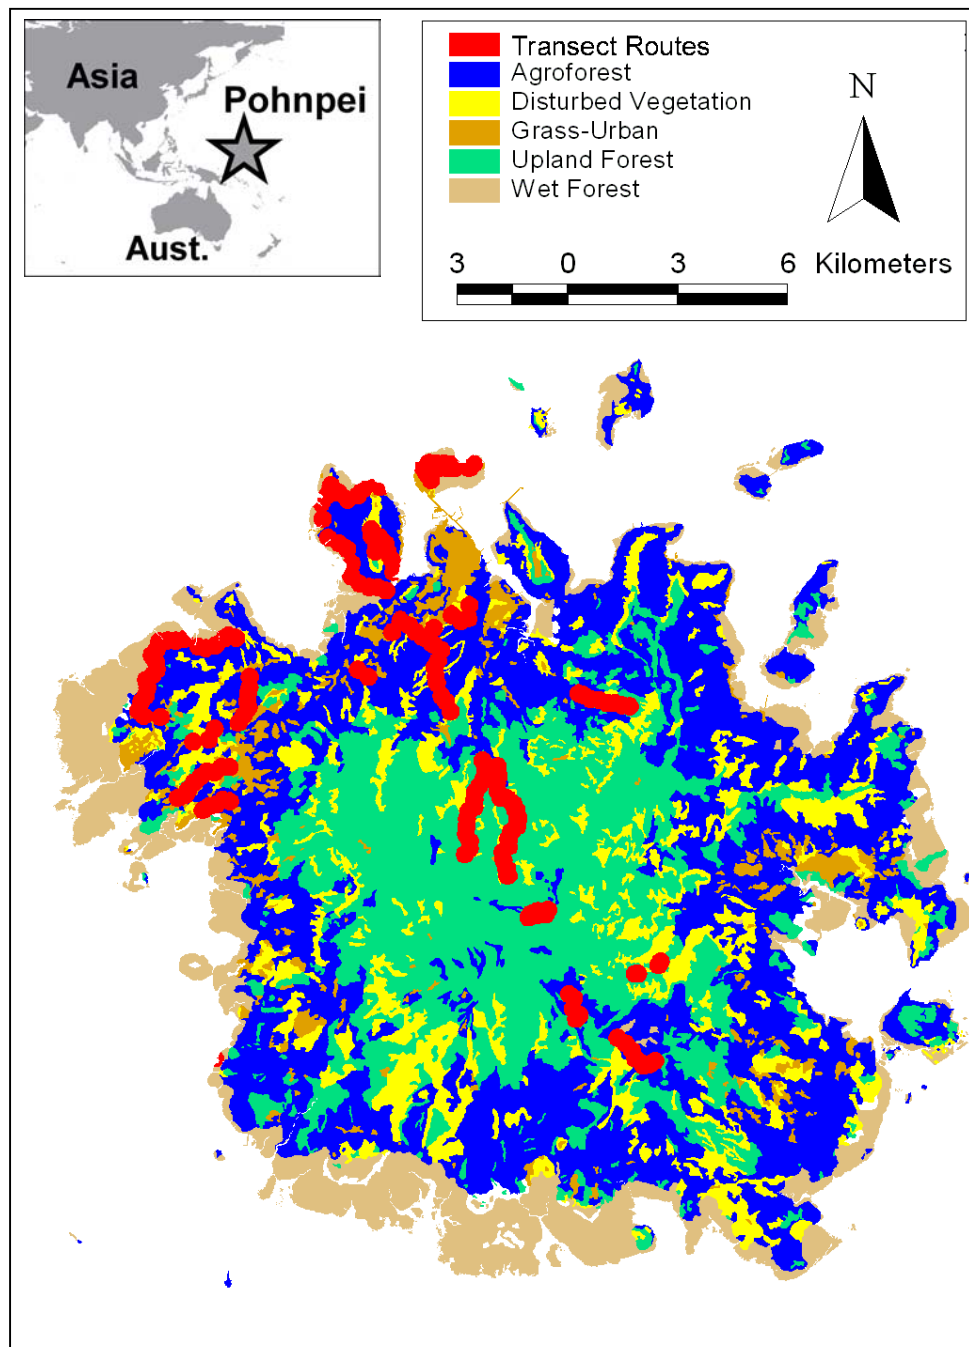 Asia
Pohnpei
Aust.
Transect Routes
Agroforest
Disturbed Vegetation
Grass-Urban
Upland Forest
Wet Forest
N
3 0 3 6 Kilometers